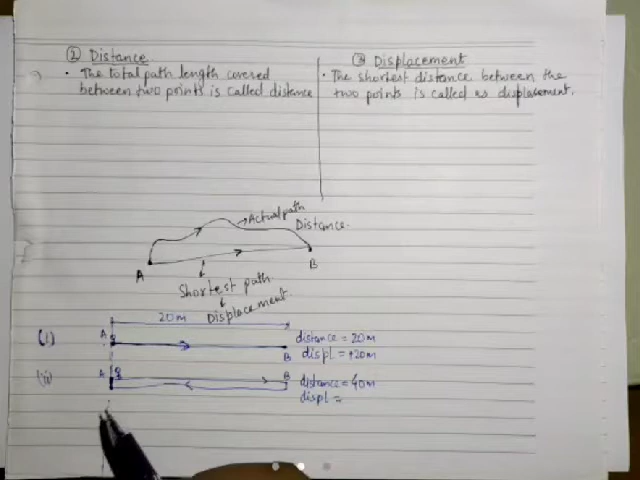 ② Distance
• The total path length covered
between two points is called distance
③ Displacement
• The shortest distance between the
two points is called as displacement.
Actual path
Distance.
A
B
Shortest path
Displacement
20m
(i)
A
B
distance = 20m
displ = +20m
(ii)
A
B
distance = 40m
displ =